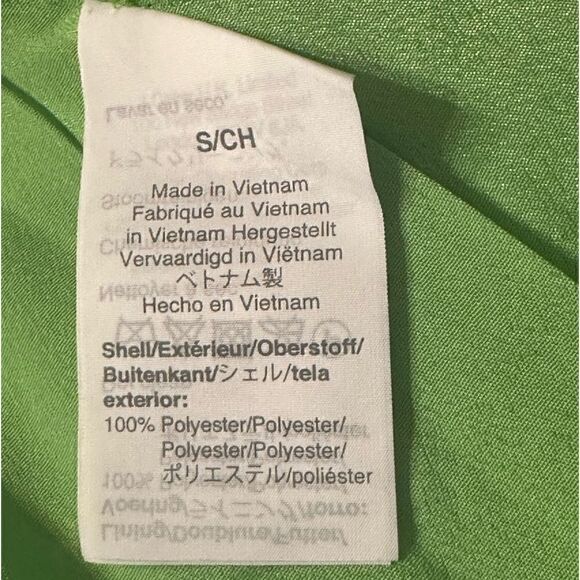 S/CH
Made in Vietnam
Fabriqué au Vietnam
in Vietnam Hergestellt
Vervaardigd in Viëtnam
ベトナム製
Hecho en Vietnam
Shell/Extérieur/Oberstoff/
Buitenkant/シェル/tela
exterior:
100% Polyester/Polyester/
Polyester/Polyester/
ポリエステル/poliéster